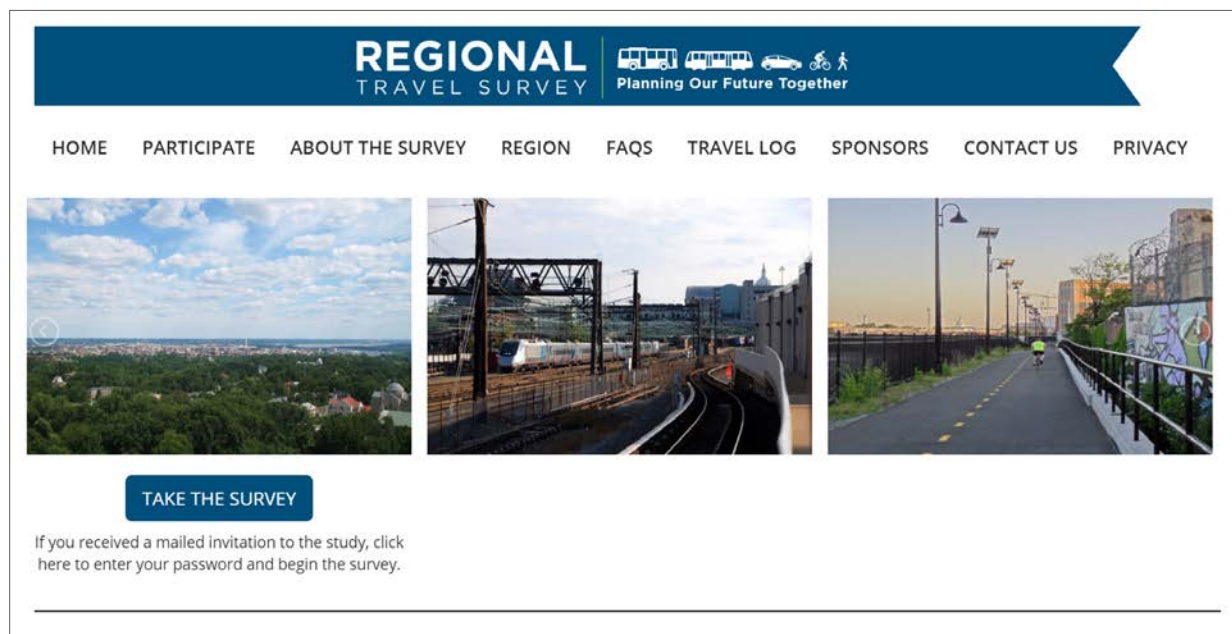 REGIONAL
TRAVEL SURVEY
Planning Our Future Together
HOME PARTICIPATE ABOUT THE SURVEY REGION FAQS TRAVEL LOG SPONSORS CONTACT US PRIVACY
TAKE THE SURVEY
If you received a mailed invitation to the study, click
here to enter your password and begin the survey.